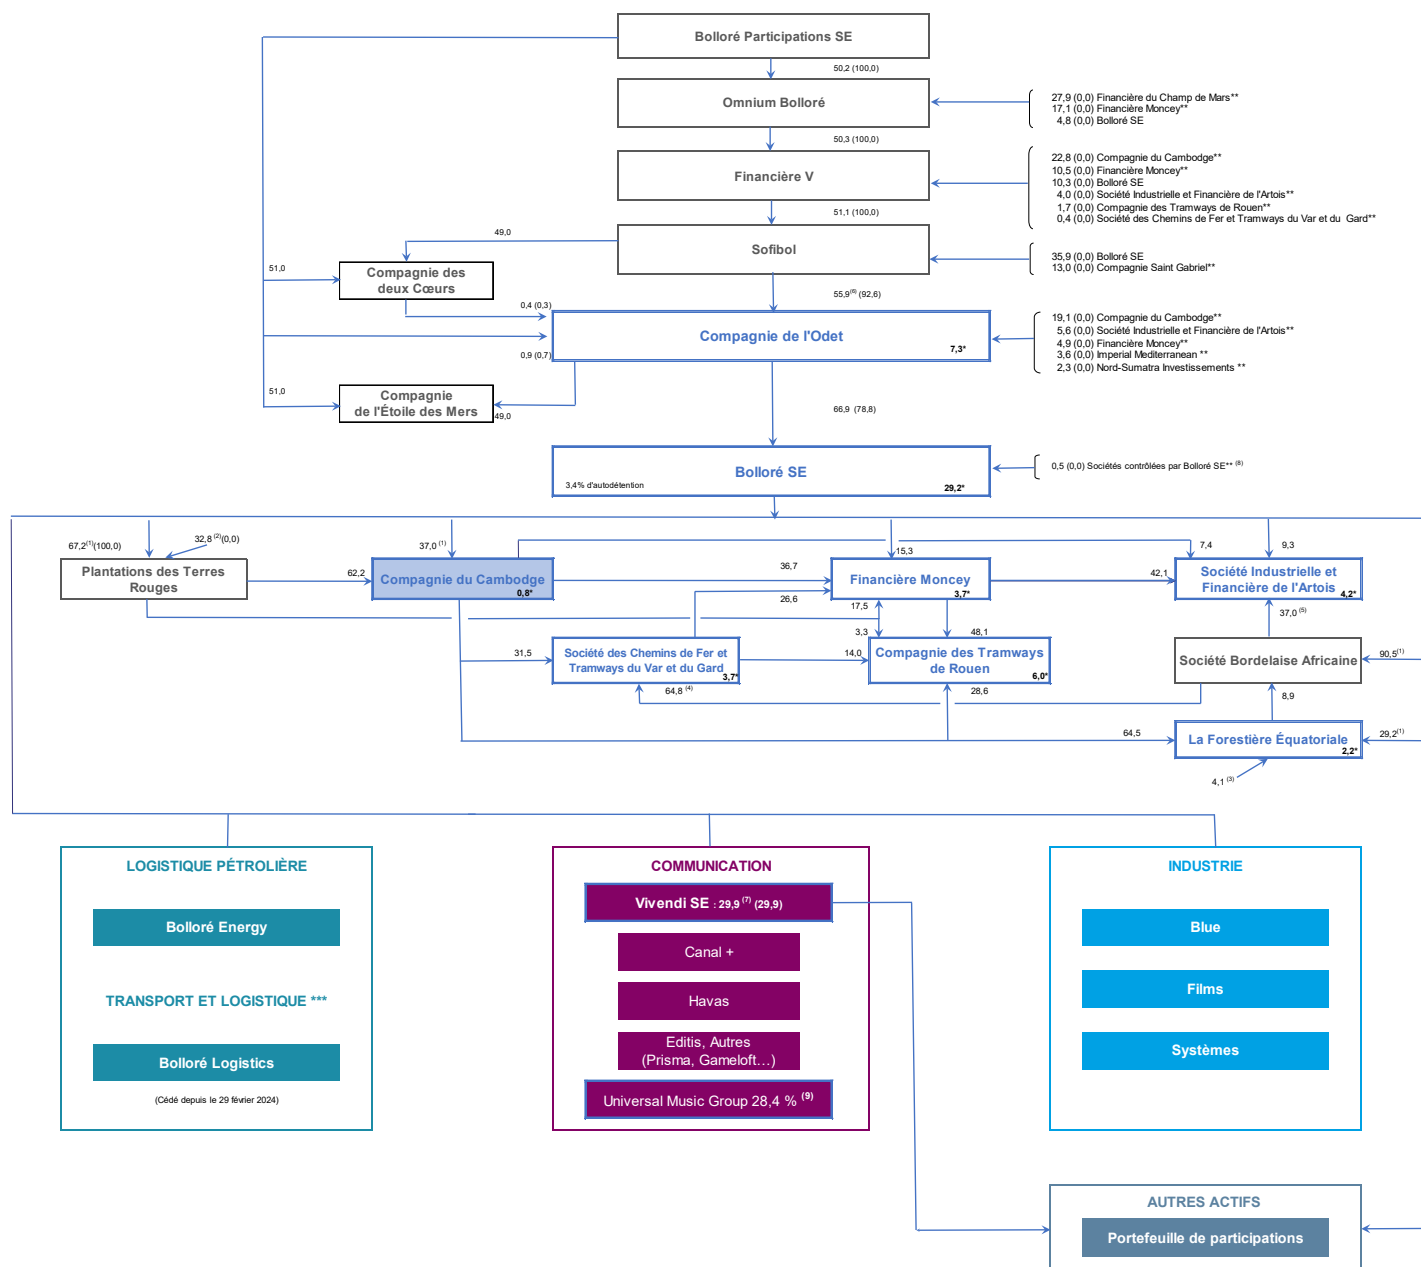 Bolloré Participations SE
50,2 (100,0)
Omnium Bolloré
27,9 (0,0) Financière du Champ de Mars**
17,1 (0,0) Financière Moncey**
4,8 (0,0) Bolloré SE
50,3 (100,0)
Financière V
22,8 (0,0) Compagnie du Cambodge**
10,5 (0,0) Financière Moncey**
10,3 (0,0) Bolloré SE
4,0 (0,0) Société Industrielle et Financière de l'Artois**
1,7 (0,0) Compagnie des Tramways de Rouen**
0,4 (0,0) Société des Chemins de Fer et Tramways du Var et du Gard**
51,1 (100,0)
49,0
Sofibol
35,9 (0,0) Bolloré SE
13,0 (0,0) Compagnie Saint Gabriel**
51,0
Compagnie des
deux Cœurs
55,9(6) (92,6)
0,4 (0,3)
Compagnie de l'Odet
7,3*
19,1 (0,0) Compagnie du Cambodge**
5,6 (0,0) Société Industrielle et Financière de l'Artois**
4,9 (0,0) Financière Moncey**
3,6 (0,0) Imperial Mediterranean **
2,3 (0,0) Nord-Sumatra Investissements **
0,9 (0,7)
51,0
Compagnie
de l'Étoile des Mers
49,0
66,9 (78,8)
Bolloré SE
3,4% d'autodétention
29,2*
0,5 (0,0) Sociétés contrôlées par Bolloré SE** (8)
67,2(1)(100,0)
32,8 (2)(0,0)
37,0 (1)
15,3
7,4
9,3
Plantations des Terres
Rouges
62,2
Compagnie du Cambodge
0,8*
36,7
Financière Moncey
3,7*
42,1
Société Industrielle et
Financière de l'Artois
4,2*
26,6
17,5
37,0 (5)
3,3
48,1
31,5
Société des Chemins de Fer et
Tramways du Var et du Gard
3,7*
14,0
Compagnie des Tramways
de Rouen
6,0*
Société Bordelaise Africaine
90,5(1)
64,8 (4)
28,6
8,9
64,5
La Forestière Équatoriale
2,2*
29,2(1)
4,1 (3)
LOGISTIQUE PÉTROLIÈRE
Bolloré Energy
TRANSPORT ET LOGISTIQUE ***
Bolloré Logistics
(Cédé depuis le 29 février 2024)
COMMUNICATION
Vivendi SE : 29,9 (7) (29,9)
Canal +
Havas
Editis, Autres
(Prisma, Gameloft…)
Universal Music Group 28,4 % (9)
INDUSTRIE
Blue
Films
Systèmes
AUTRES ACTIFS
Portefeuille de participations